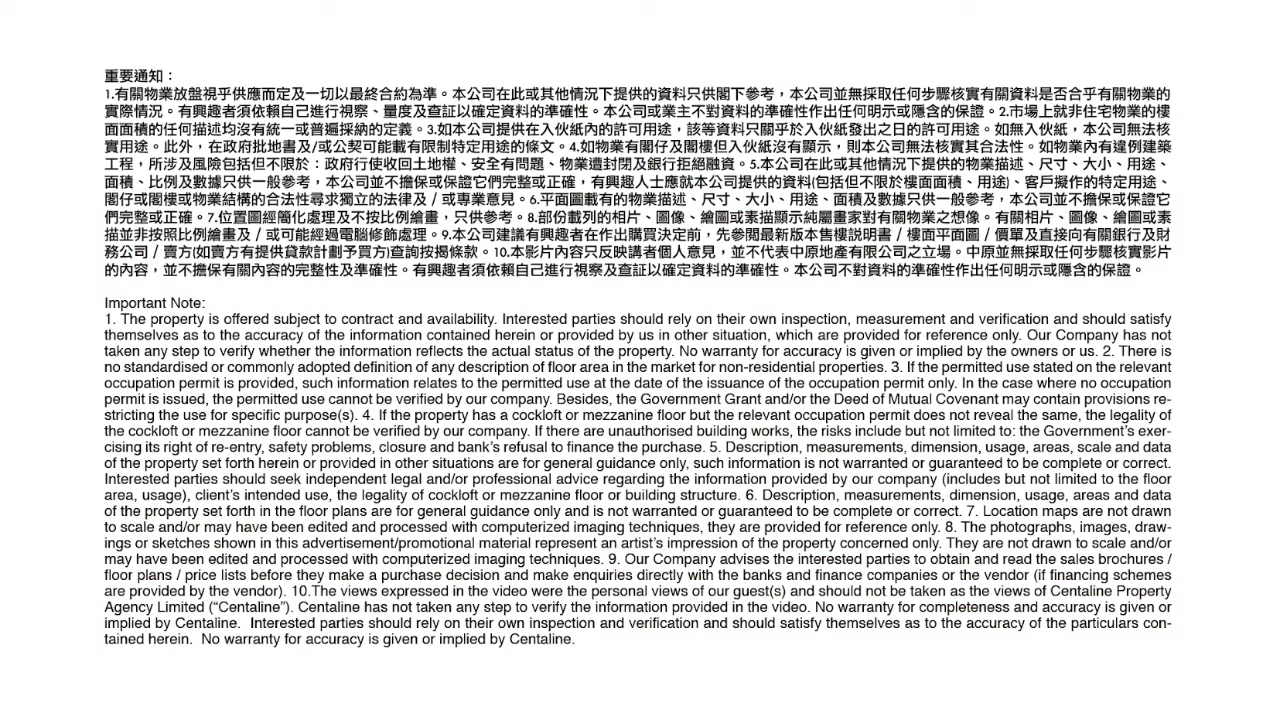 重要通知：
1.有關物業放盤視乎供應而定及一切以最終合約為準。本公司在此或其他情況下提供的資料只供閣下參考，本公司並無採取任何步驟核實有關資料是否合乎有關物業的
實際情況。有興趣者須依賴自己進行視察、量度及查証以確定資料的準確性。本公司或業主不對資料的準確性作出任何明示或隱含的保證。2.市場上就非住宅物業的樓
面面積的任何描述均沒有統一或普遍採納的定義。3.如本公司提供在入伙紙內的許可用途，該等資料只關乎於入伙紙發出之日的許可用途。如無入伙紙，本公司無法核
實用途。此外，在政府批地書及/或公契可能載有限制特定用途的條文。4.如物業有閣仔及閣樓但入伙紙沒有顯示，則本公司無法核實其合法性。如物業內有違例建築
工程，所涉及風險包括但不限於：政府行使收回土地權、安全有問題、物業遭封閉及銀行拒絕融資。5.本公司在此或其他情況下提供的物業描述、尺寸、大小、用途、
面積、比例及數據只供一般參考，本公司並不擔保或保證它們完整或正確，有興趣人士應就本公司提供的資料(包括但不限於樓面面積、用途)、客戶擬作的特定用途、
閣仔或閣樓或物業結構的合法性尋求獨立的法律及 / 或專業意見。6.平面圖載有的物業描述、尺寸、大小、用途、面積及數據只供一般參考，本公司並不擔保或保證它
們完整或正確。7.位置圖經簡化處理及不按比例繪畫，只供參考。8.部份載列的相片、圖像、繪圖或素描顯示純屬畫家對有關物業之想像。有關相片、圖像、繪圖或素
描並非按照比例繪畫及 / 或可能經過電腦修飾處理。9.本公司建議有興趣者在作出購買決定前，先參閱最新版本售樓説明書 / 樓面平面圖 / 價單及直接向有關銀行及財
務公司 / 賣方(如賣方有提供貸款計劃予買方)查詢按揭條款。10.本影片內容只反映講者個人意見，並不代表中原地產有限公司之立場。中原並無採取任何步驟核實影片
的內容，並不擔保有關內容的完整性及準確性。有興趣者須依賴自己進行視察及查証以確定資料的準確性。本公司不對資料的準確性作出任何明示或隱含的保證。
Important Note:
1. The property is offered subject to contract and availability. Interested parties should rely on their own inspection, measurement and verification and should satisfy
themselves as to the accuracy of the information contained herein or provided by us in other situation, which are provided for reference only. Our Company has not
taken any step to verify whether the information reflects the actual status of the property. No warranty for accuracy is given or implied by the owners or us. 2. There is
no standardised or commonly adopted definition of any description of floor area in the market for non-residential properties. 3. If the permitted use stated on the relevant
occupation permit is provided, such information relates to the permitted use at the date of the issuance of the occupation permit only. In the case where no occupation
permit is issued, the permitted use cannot be verified by our company. Besides, the Government Grant and/or the Deed of Mutual Covenant may contain provisions re-
stricting the use for specific purpose(s). 4. If the property has a cockloft or mezzanine floor but the relevant occupation permit does not reveal the same, the legality of
the cockloft or mezzanine floor cannot be verified by our company. If there are unauthorised building works, the risks include but not limited to: the Government's exer-
cising its right of re-entry, safety problems, closure and bank's refusal to finance the purchase. 5. Description, measurements, dimension, usage, areas, scale and data
of the property set forth herein or provided in other situations are for general guidance only, such information is not warranted or guaranteed to be complete or correct.
Interested parties should seek independent legal and/or professional advice regarding the information provided by our company (includes but not limited to the floor
area, usage), client's intended use, the legality of cockloft or mezzanine floor or building structure. 6. Description, measurements, dimension, usage, areas and data
of the property set forth in the floor plans are for general guidance only and is not warranted or guaranteed to be complete or correct. 7. Location maps are not drawn
to scale and/or may have been edited and processed with computerized imaging techniques, they are provided for reference only. 8. The photographs, images, draw-
ings or sketches shown in this advertisement/promotional material represent an artist's impression of the property concerned only. They are not drawn to scale and/or
may have been edited and processed with computerized imaging techniques. 9. Our Company advises the interested parties to obtain and read the sales brochures /
floor plans / price lists before they make a purchase decision and make enquiries directly with the banks and finance companies or the vendor (if financing schemes
are provided by the vendor). 10.The views expressed in the video were the personal views of our guest(s) and should not be taken as the views of Centaline Property
Agency Limited (“Centaline”). Centaline has not taken any step to verify the information provided in the video. No warranty for completeness and accuracy is given or
implied by Centaline.  Interested parties should rely on their own inspection and verification and should satisfy themselves as to the accuracy of the particulars con-
tained herein.  No warranty for accuracy is given or implied by Centaline.